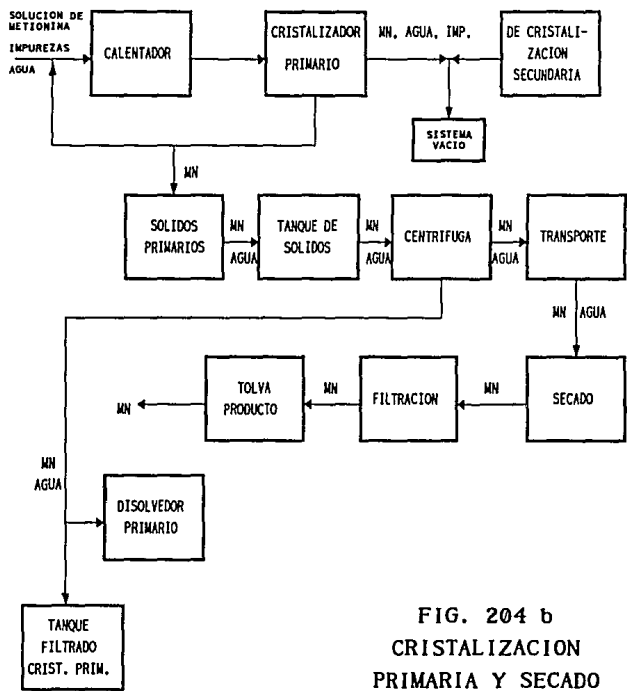 SOLUCION DE
METIONINA
IMPUREZAS
AGUA
CALENTADOR
CRISTALIZADOR
PRIMARIO
MN, AGUA, IMP.
DE CRISTALI-
ZACION
SECUNDARIA
SISTEMA
VACIO
MN
SOLIDOS
PRIMARIOS
MN
AGUA
TANQUE DE
SOLIDOS
MN
AGUA
CENTRIFUGA
MN
AGUA
TRANSPORTE
MN AGUA
SECADO
MN
FILTRACION
MN
TOLVA
PRODUCTO
MN
MN
AGUA
DISOLVEDOR
PRIMARIO
TANQUE
FILTRADO
CRIST. PRIM.
FIG. 204 b
CRISTALIZACION
PRIMARIA Y SECADO